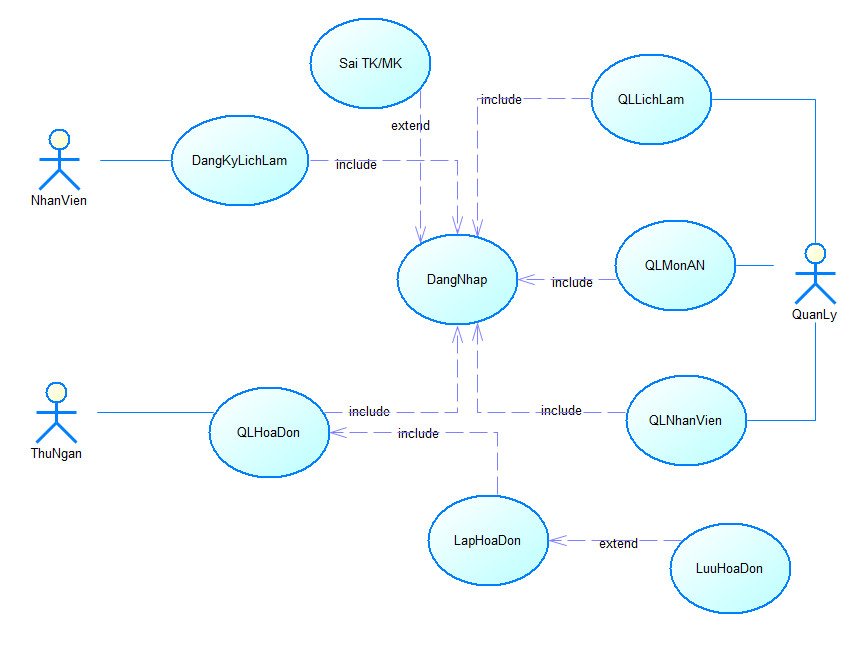 Sai TK/MK
include
QLLichLam
extend
DangKyLichLam
include
NhanVien
DangNhap
include
QLMonAN
QuanLy
include
include
QLNhanVien
QLHoaDon
include
ThuNgan
LapHoaDon
extend
LuuHoaDon